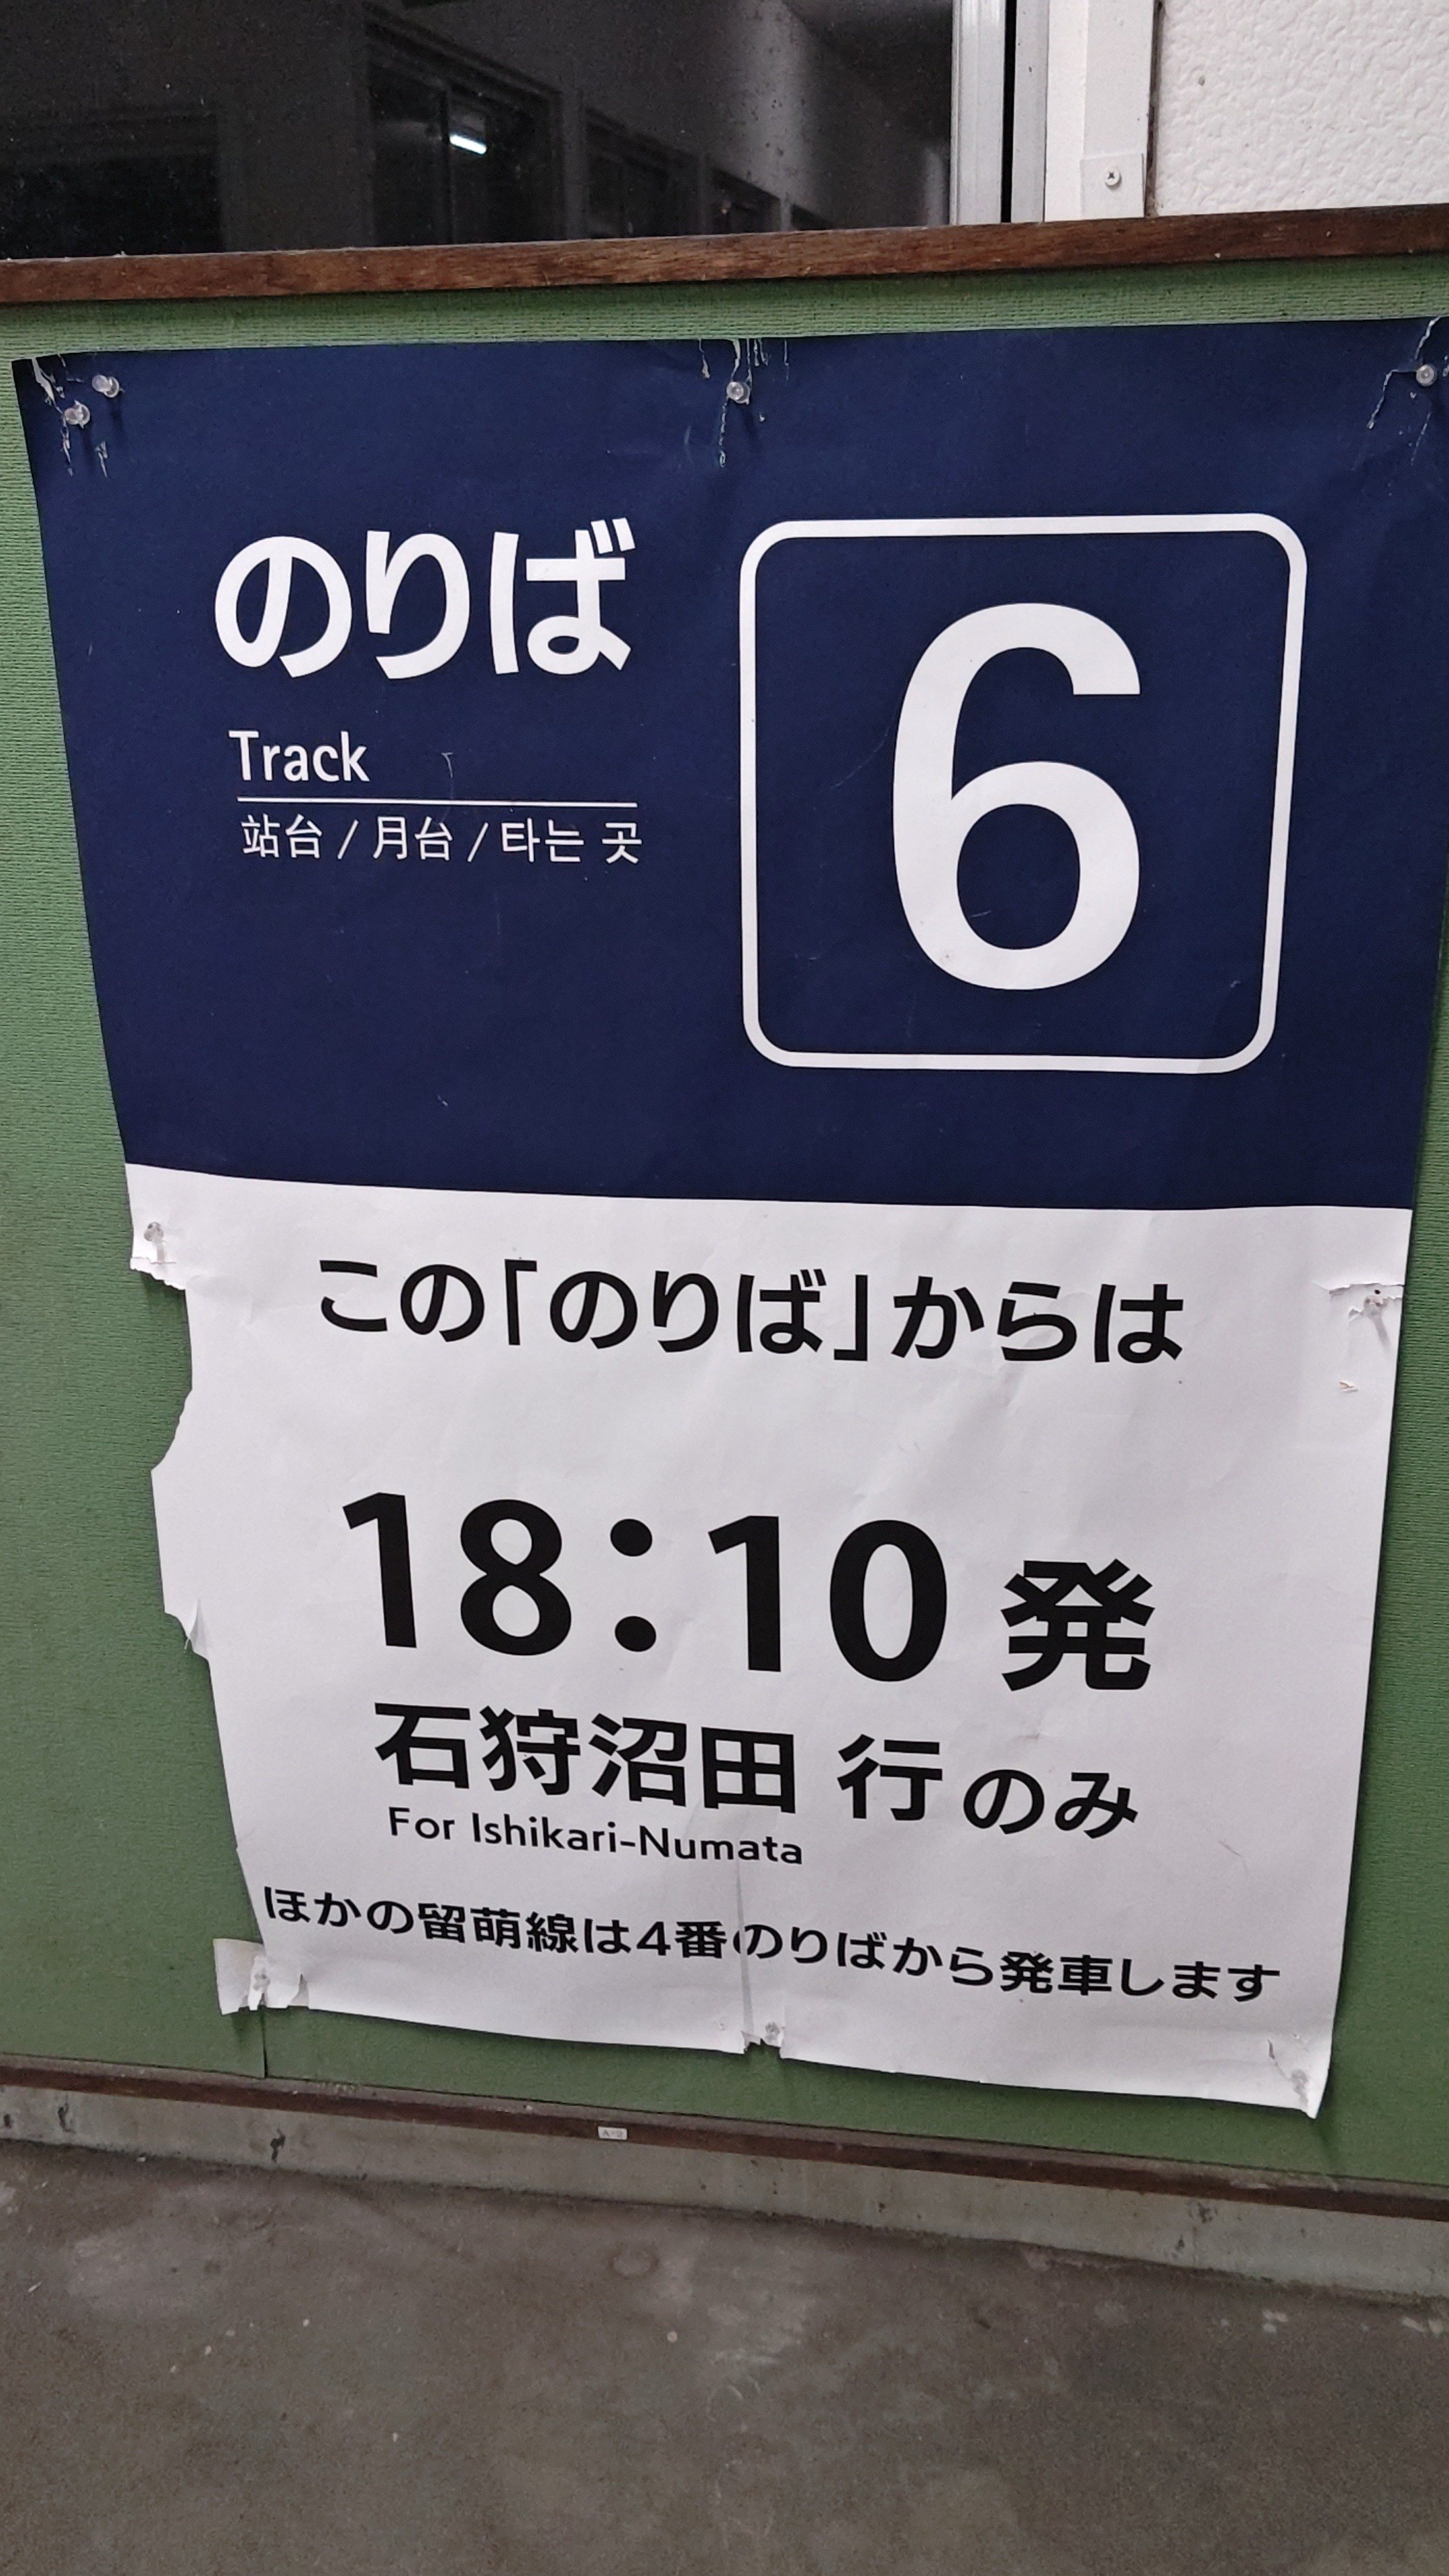 のりば
6
Track
站台 / 月台 / 타는 곳
この「のりば」からは
18:10 発
石狩沼田 行 のみ
For Ishikari-Numata
ほかの留萌線は4番のりばから発車します